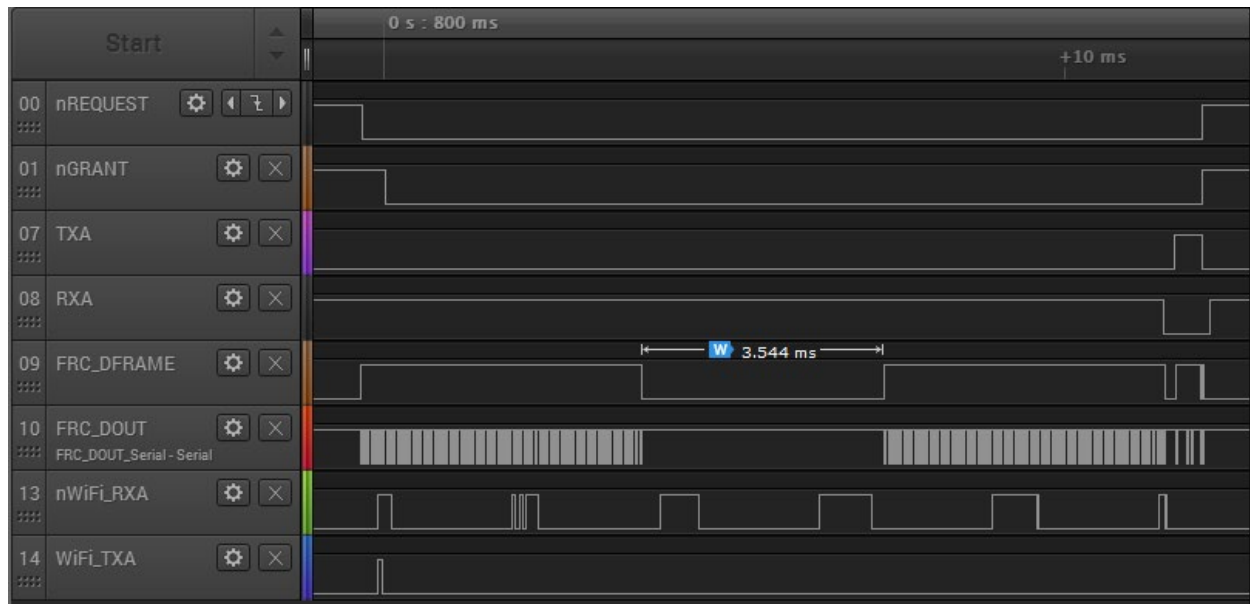 Start
0 s : 800 ms
+10 ms
00 nREQUEST
01 nGRANT
07 TXA
08 RXA
09 FRC_DFRAME
W 3.544 ms
10 FRC_DOUT
FRC_DOUT_Serial - Serial
13 nWiFi_RXA
14 WiFi_TXA